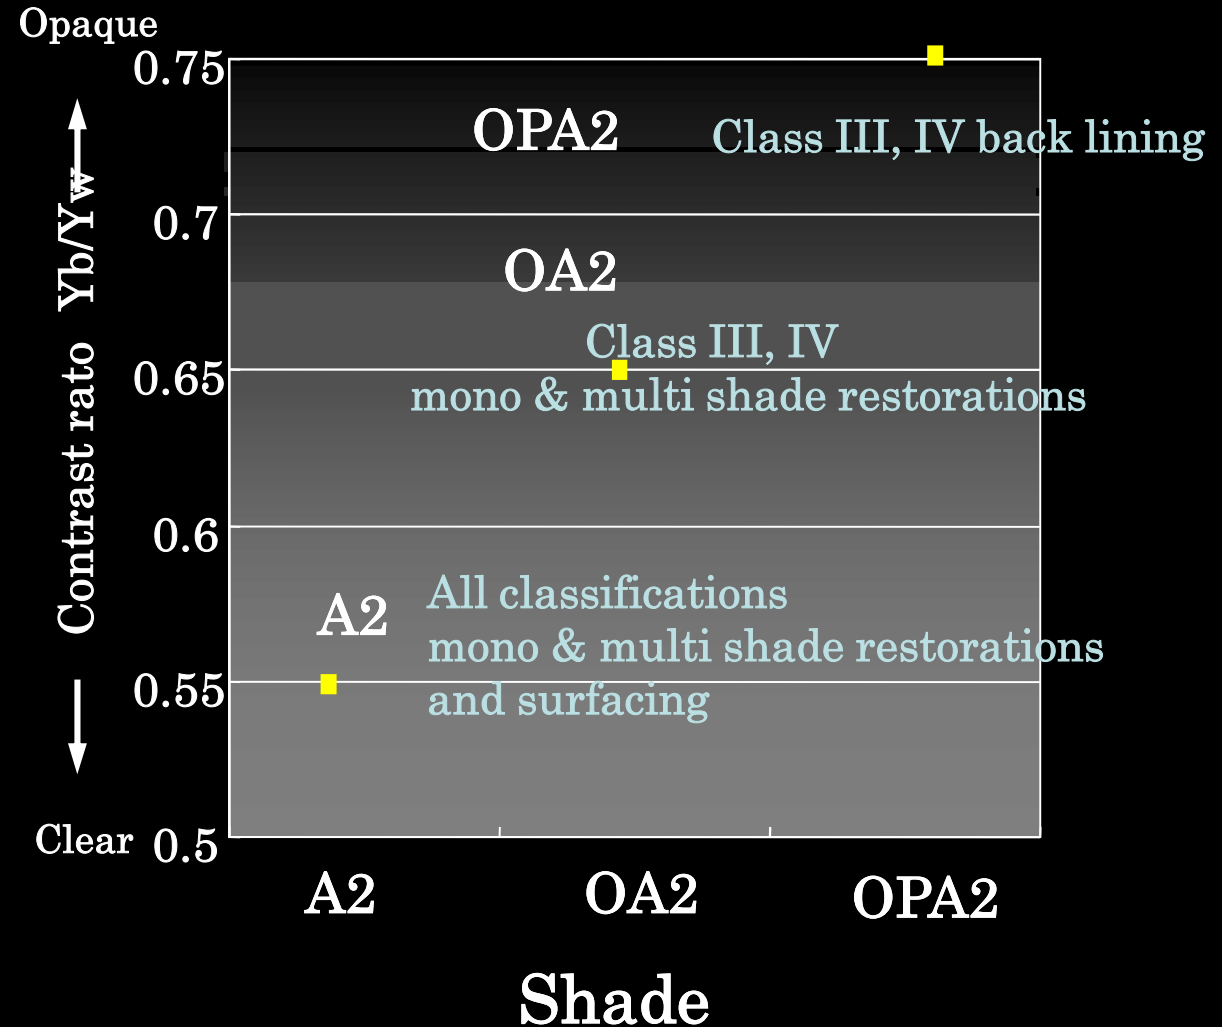 Opaque
0.75
OPA2
Class III, IV back lining
0.7
OA2
Class III, IV
0.65
mono & multi shade restorations
Contrast rato Yb/Yw
0.6
All classifications
A2
mono & multi shade restorations
0.55
and surfacing
Clear
0.5
A2 OA2 OPA2
Shade